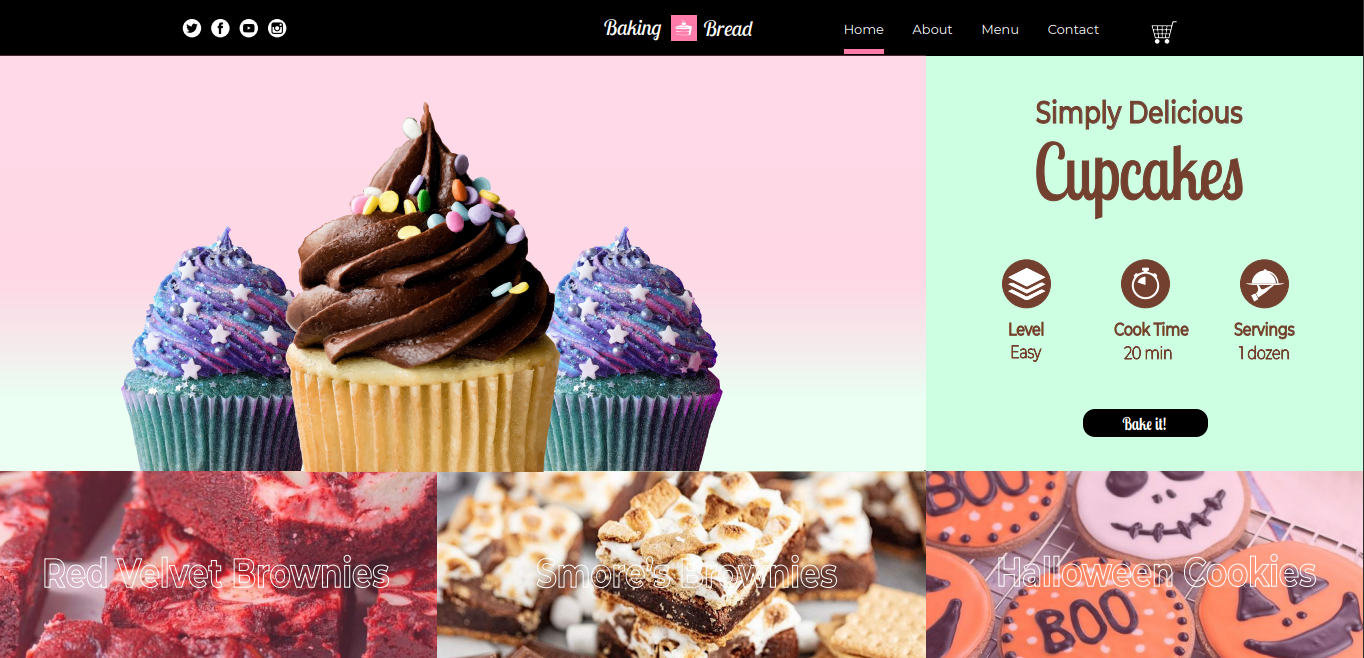 Baking Bread
Home About Menu Contact
Simply Delicious
Cupcakes
Level Cook Time Servings
Easy 20 min 1 dozen
Bake it!
Red Velvet Brownies
Smore's Brownies
Halloween Cookies
BOO
BOO